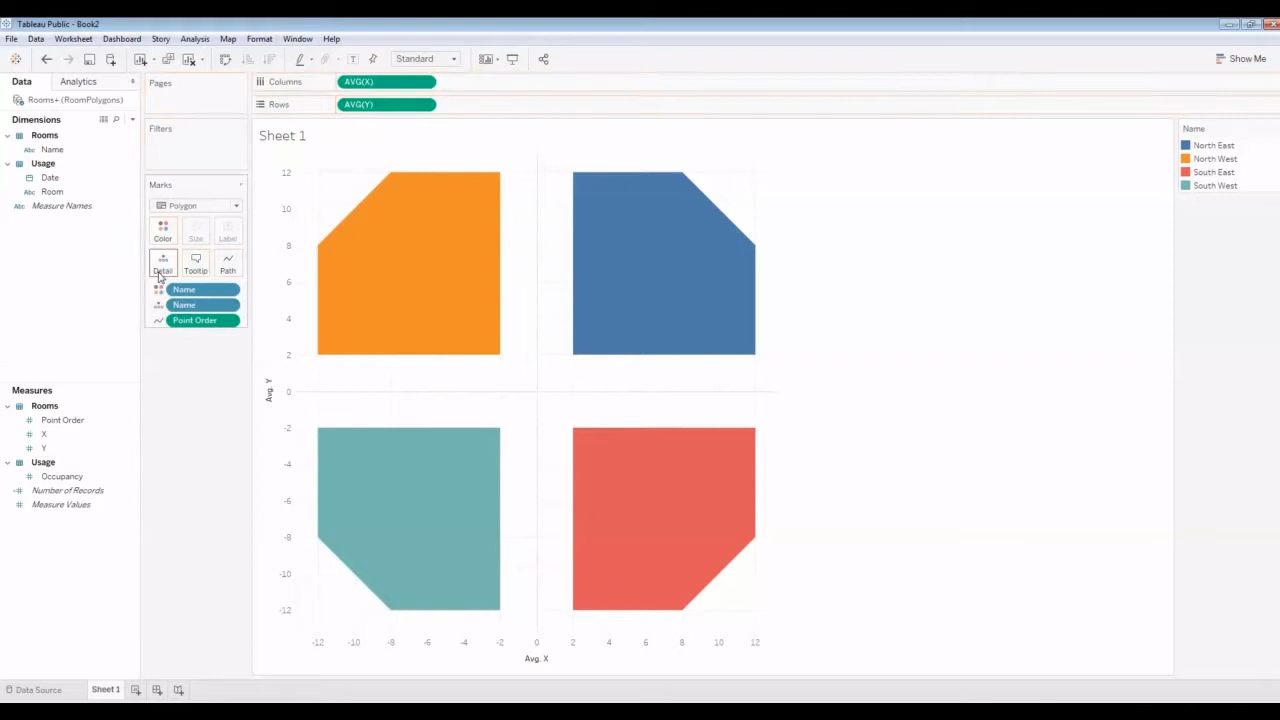 Tableau Public - Book2
File Data Worksheet Dashboard Story Analysis Map Format Window Help
Standard
Show Me
Data Analytics
Rooms+ (RoomPolygons)
Dimensions
Rooms
Abc Name
Usage
Date
Abc Room
Measure Names
Measures
Rooms
Point Order
X
Y
Usage
Occupancy
Number of Records
Measure Values
Pages
Filters
Marks
Polygon
Color Size Label
Detail Tooltip Path
Name
Name
Point Order
Columns AVG(X)
Rows AVG(Y)
Sheet 1
12
10
8
6
4
2
0
-2
-4
-6
-8
-10
-12
Avg. Y
-12 -10 -8 -6 -4 -2 0 2 4 6 8 10 12
Avg. X
Name
North East
North West
South East
South West
Data Source Sheet 1